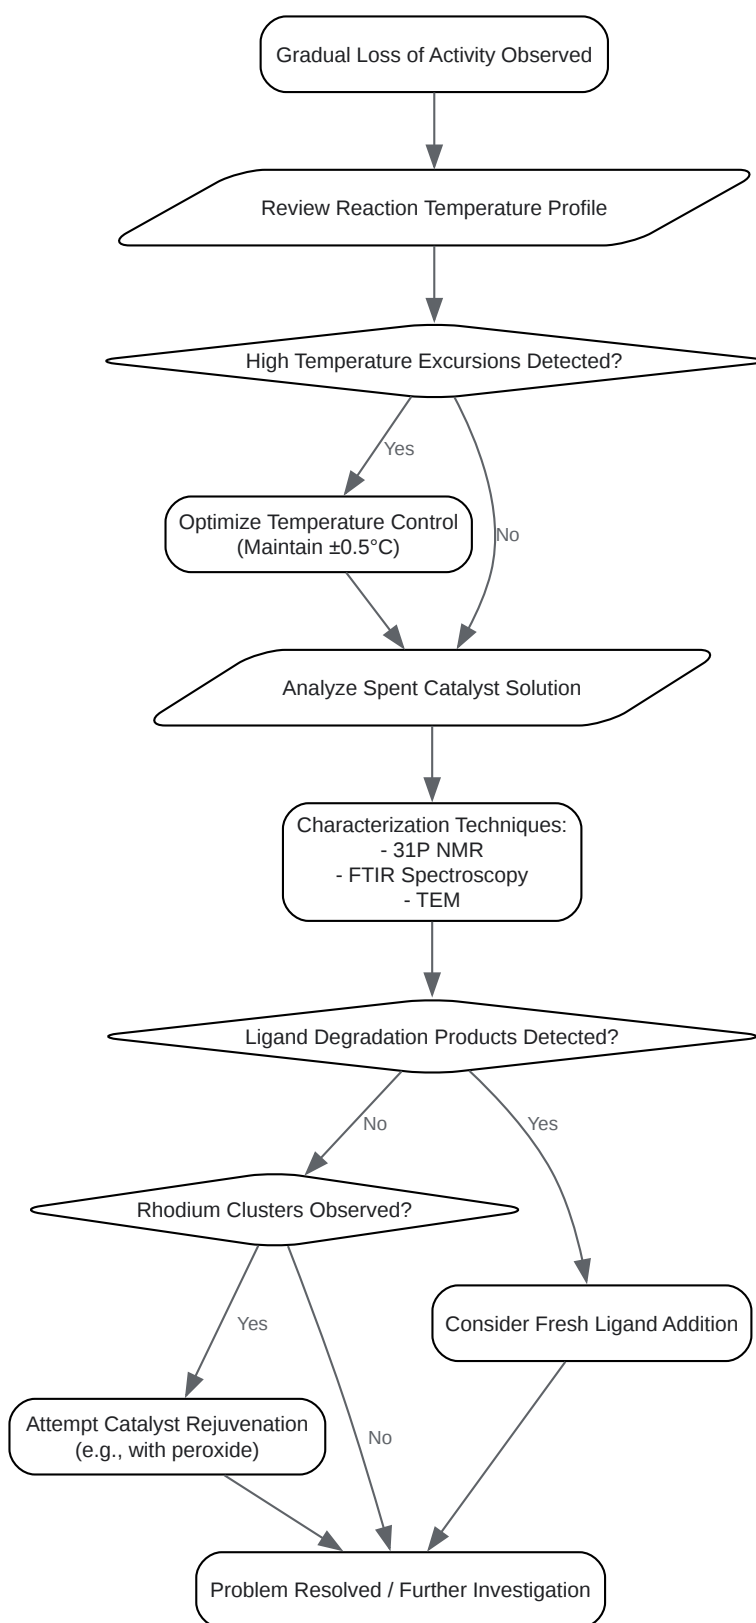 Gradual Loss of Activity Observed
Review Reaction Temperature Profile
High Temperature Excursions Detected?
Yes
Optimize Temperature Control
(Maintain ±0.5°C)
No
Analyze Spent Catalyst Solution
Characterization Techniques:
- 31P NMR
- FTIR Spectroscopy
- TEM
Ligand Degradation Products Detected?
No
Yes
Rhodium Clusters Observed?
Yes
Consider Fresh Ligand Addition
Attempt Catalyst Rejuvenation
(e.g., with peroxide)
No
Problem Resolved / Further Investigation